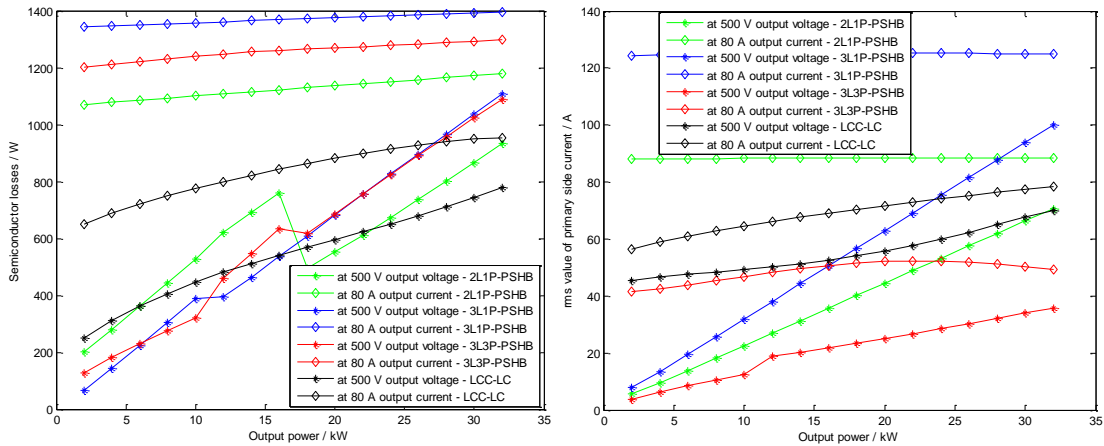 1400
1200
1000
800
600
400
200
0
Semiconductor losses / W
at 500 V output voltage - 2L1P-PSHB
at 80 A output current - 2L1P-PSHB
at 500 V output voltage - 3L1P-PSHB
at 80 A output current - 3L1P-PSHB
at 500 V output voltage - 3L3P-PSHB
at 80 A output current - 3L3P-PSHB
at 500 V output voltage - LCC-LC
at 80 A output current - LCC-LC
0 5 10 15 20 25 30 35
Output power / kW
140
120
100
80
60
40
20
0
rms value of primary side current / A
at 500 V output voltage - 2L1P-PSHB
at 80 A output current - 2L1P-PSHB
at 500 V output voltage - 3L1P-PSHB
at 80 A output current - 3L1P-PSHB
at 500 V output voltage - 3L3P-PSHB
at 80 A output current - 3L3P-PSHB
at 500 V output voltage - LCC-LC
at 80 A output current - LCC-LC
0 5 10 15 20 25 30 35
Output power / kW